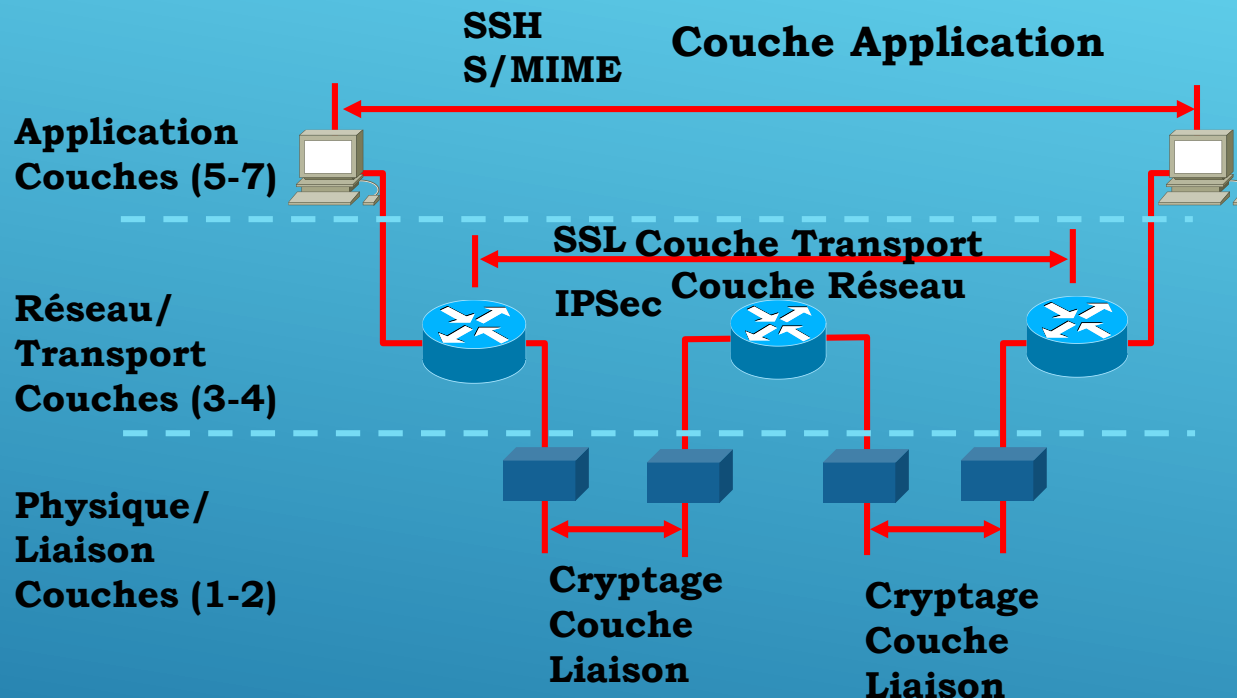 SSH
S/MIME
Couche Application
Application
Couches (5-7)
SSL Couche Transport
Couche Réseau
IPSec
Réseau/
Transport
Couches (3-4)
Physique/
Liaison
Couches (1-2)
Cryptage
Couche
Liaison
Cryptage
Couche
Liaison